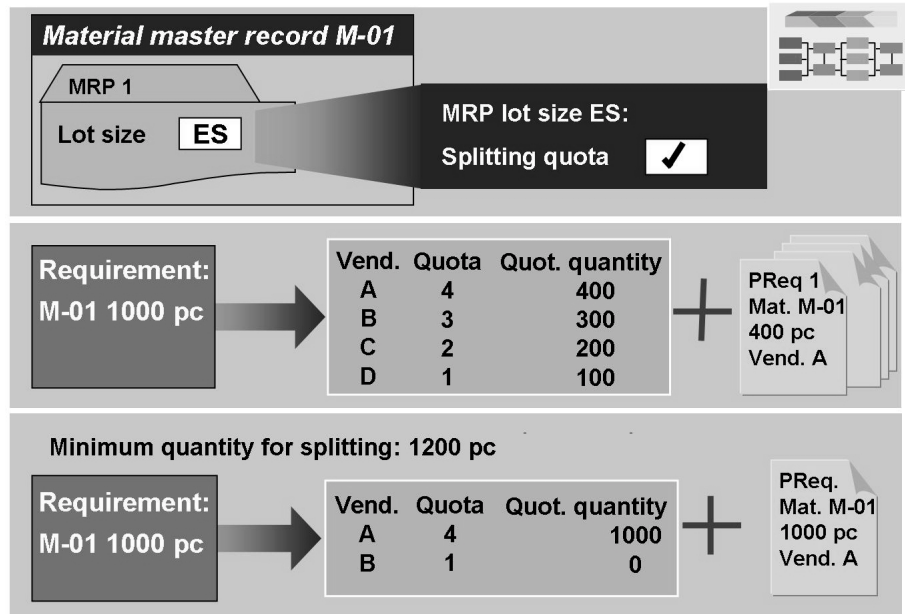 Material master record M-01
MRP 1
Lot size ES
MRP lot size ES:
Splitting quota ✓
Requirement:
M-01 1000 pc
Vend. Quota Quot. quantity
A 4 400
B 3 300
C 2 200
D 1 100
+
PReq 1
Mat. M-01
400 pc
Vend. A
Minimum quantity for splitting: 1200 pc
Requirement:
M-01 1000 pc
Vend. Quota Quot. quantity
A 4 1000
B 1 0
+
PReq.
Mat. M-01
1000 pc
Vend. A